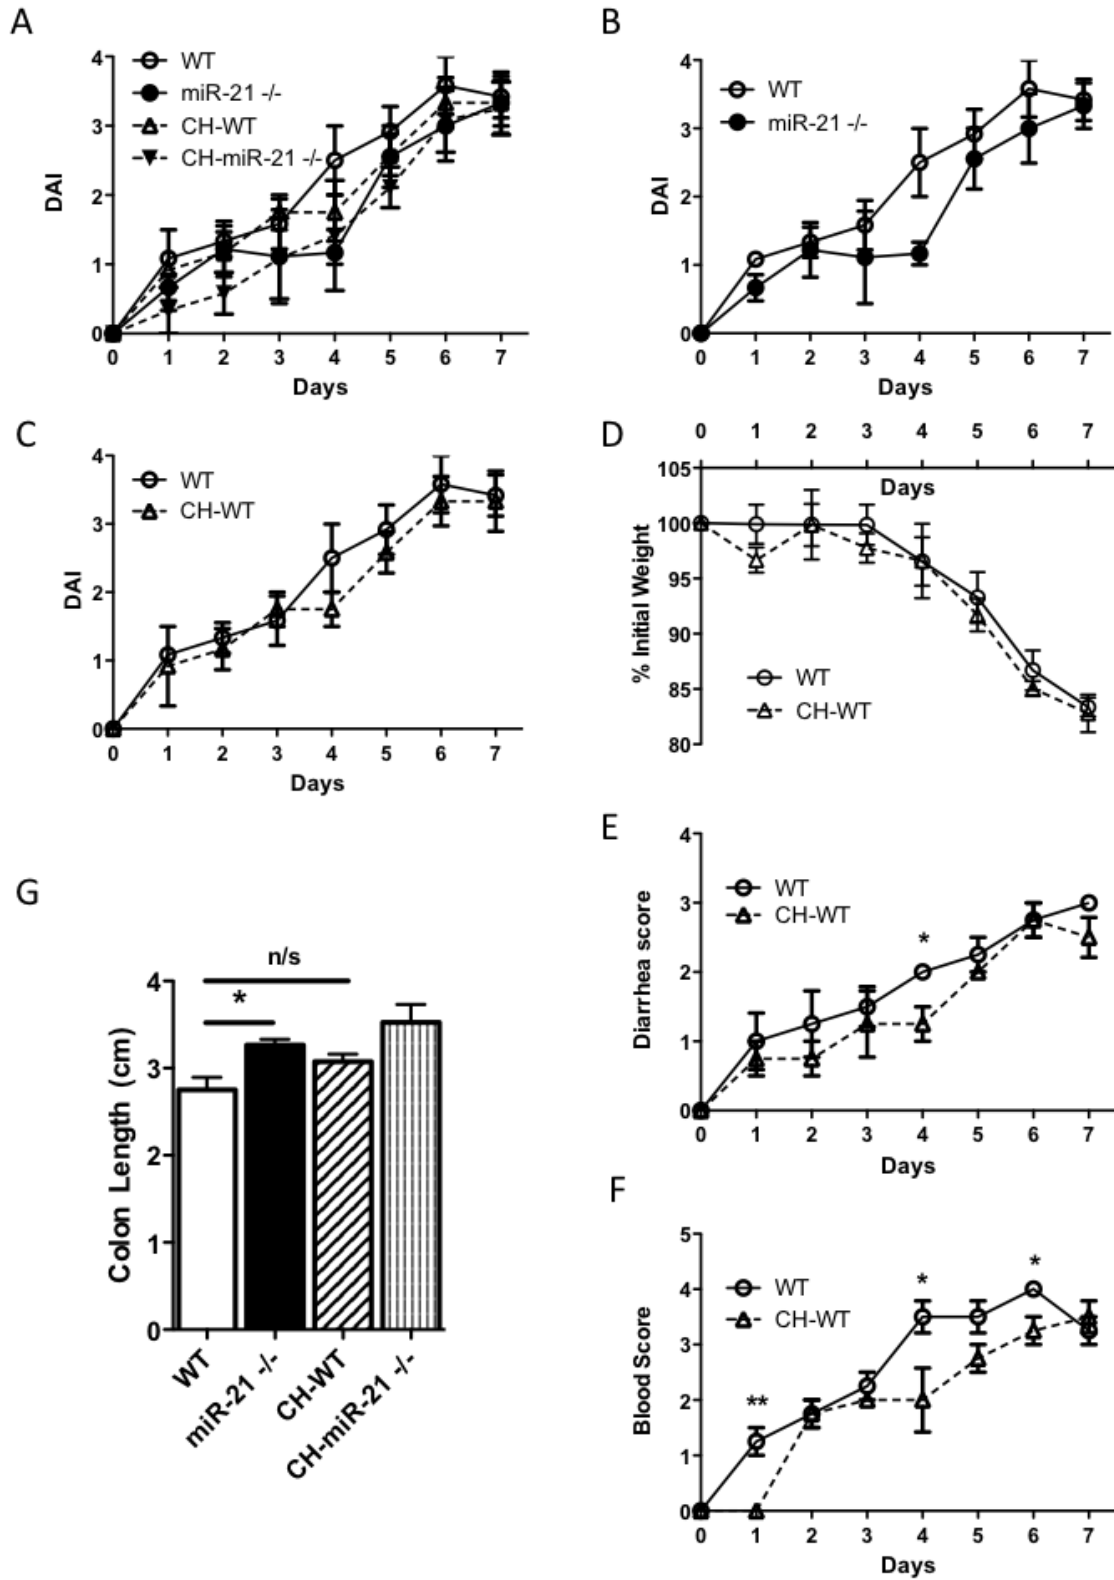 A
4
3
2
1
0
DAI
WT
miR-21 -/-
CH-WT
CH-miR-21 -/-
0 1 2 3 4 5 6 7
Days
B
4
3
2
1
0
DAI
WT
miR-21 -/-
0 1 2 3 4 5 6 7
Days
C
4
3
2
1
0
DAI
WT
CH-WT
0 1 2 3 4 5 6 7
Days
D
0 1 2 3 4 5 6 7
Days
105
100
95
90
85
80
% Initial Weight
WT
CH-WT
E
4
3
2
1
0
Diarrhea score
WT
CH-WT
*
0 1 2 3 4 5 6 7
Days
G
n/s
*
4
3
2
1
0
Colon Length (cm)
WT
miR-21 -/-
CH-WT
CH-miR-21 -/-
F
5
4
3
2
1
0
Blood Score
WT
CH-WT
**
*
*
0 1 2 3 4 5 6 7
Days